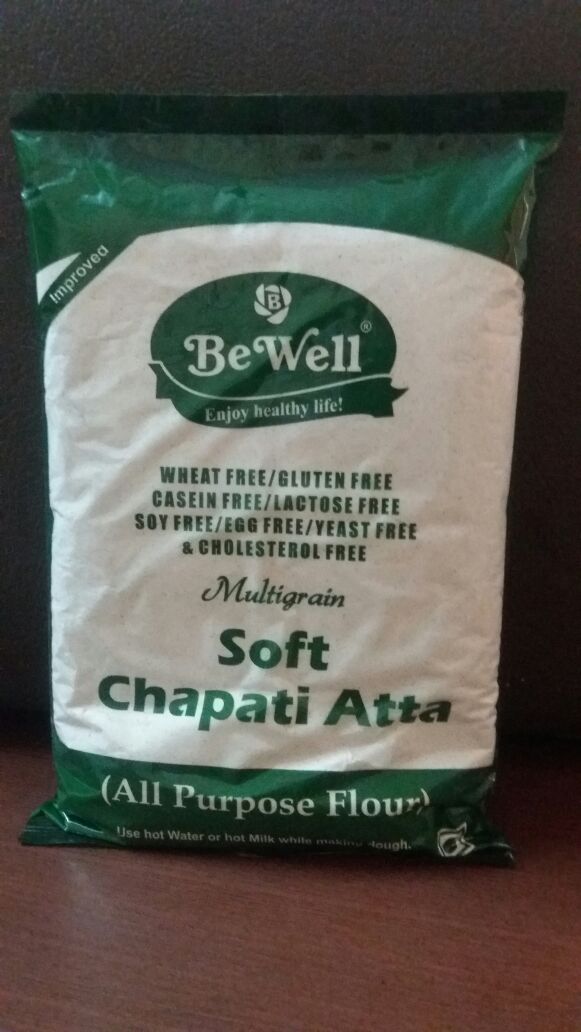 Improved
B
BeWell®
Enjoy healthy life!
WHEAT FREE/GLUTEN FREE
CASEIN FREE/LACTOSE FREE
SOY FREE/EGG FREE/YEAST FREE
& CHOLESTEROL FREE
Multigrain
Soft
Chapati Atta
(All Purpose Flour)
Use hot Water or hot Milk while making dough.